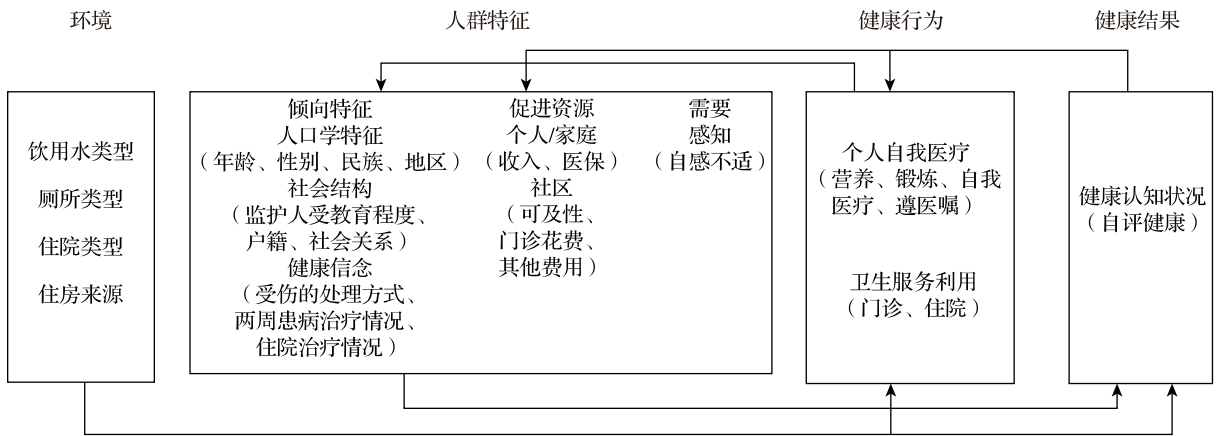 环境
人群特征
健康行为
健康结果
饮用水类型
厕所类型
住院类型
住房来源
倾向特征
人口学特征
（年龄、性别、民族、地区）
社会结构
（监护人受教育程度、
户籍、社会关系）
健康信念
（受伤的处理方式、
两周患病治疗情况、
住院治疗情况）
促进资源
个人/家庭
（收入、医保）
社区
（可及性、
门诊花费、
其他费用）
需要
感知
（自感不适）
个人自我医疗
（营养、锻炼、自我
医疗、遵医嘱）
卫生服务利用
（门诊、住院）
健康认知状况
（自评健康）